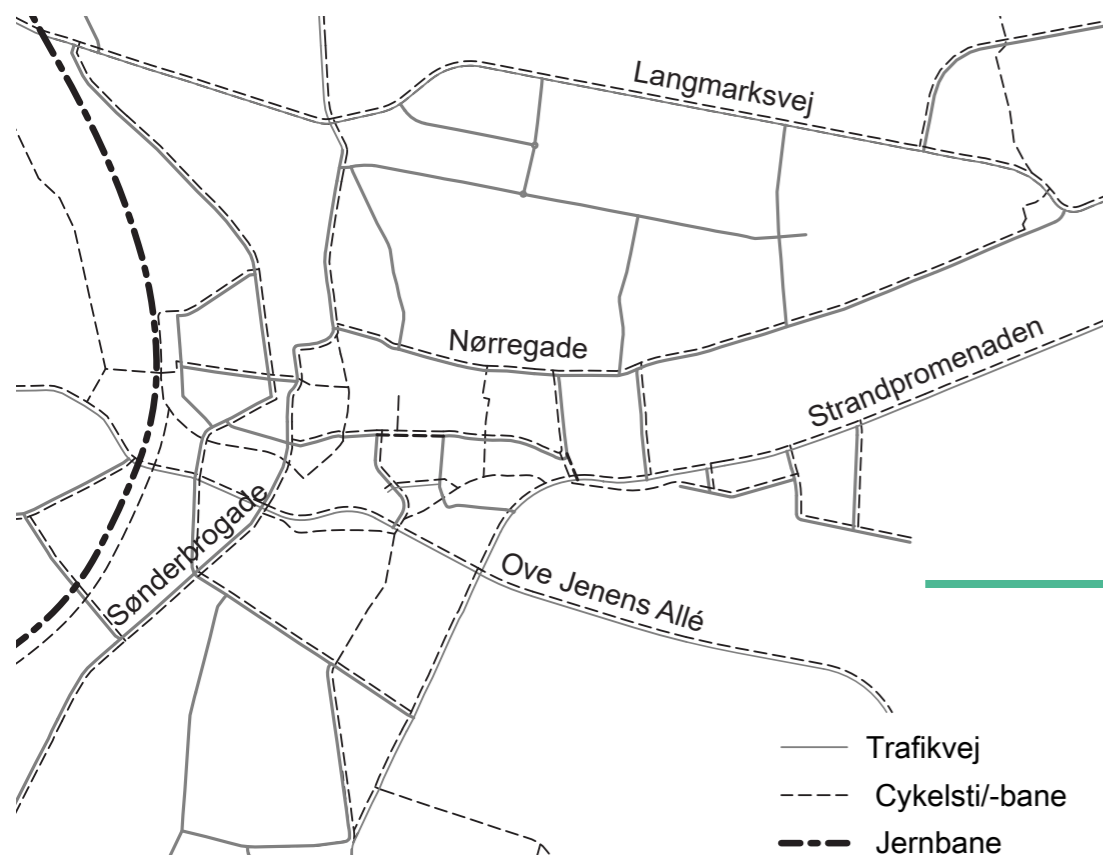 Langmarksvej
Nørregade
Strandpromenaden
Sønderbrogade
Ove Jenens Allé
Trafikvej
Cykelsti/-bane
Jernbane